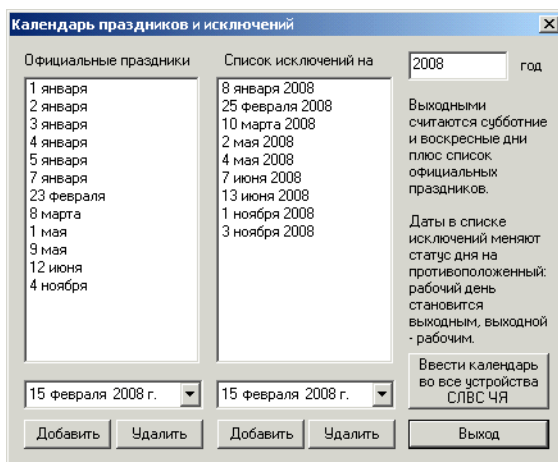 Календарь праздников и исключений
Официальные праздники
1 января
2 января
3 января
4 января
5 января
7 января
23 февраля
8 марта
1 мая
9 мая
12 июня
4 ноября
15 февраля 2008 г.
Добавить
Удалить
Список исключений на
8 января 2008
25 февраля 2008
10 марта 2008
2 мая 2008
4 мая 2008
7 июня 2008
13 июня 2008
1 ноября 2008
3 ноября 2008
15 февраля 2008 г.
Добавить
Удалить
2008 год
Выходными
считаются субботние
и воскресные дни
плюс список
официальных
праздников.
Даты в списке
исключений меняют
статус дня на
противоположенный:
рабочий день
становится
выходным, выходной
- рабочим.
Ввести календарь
во все устройства
СЛВС ЧЯ
Выход